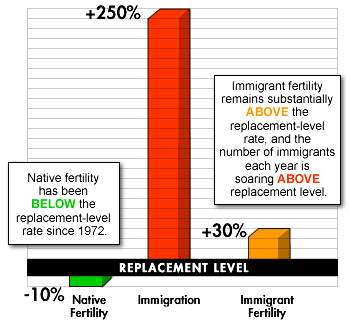 +250%
Immigrant fertility
remains substantially
ABOVE the
replacement-level
rate, and the
number of immigrants
each year is
soaring ABOVE
replacement level.
Native fertility
has been
BELOW the
replacement-level
rate since 1972.
+30%
REPLACEMENT LEVEL
-10%
Native
Fertility
Immigration
Immigrant
Fertility